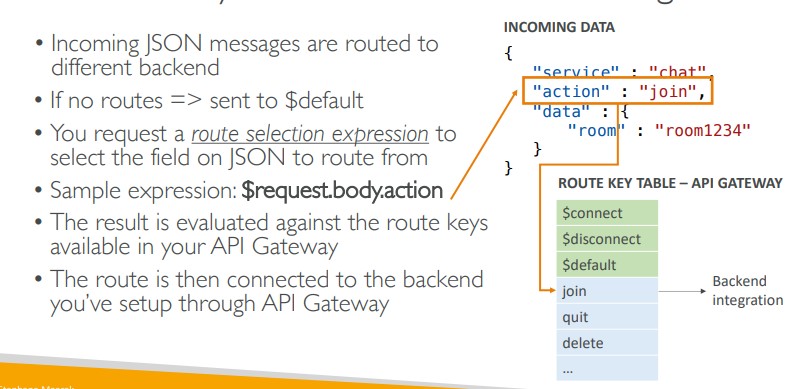 • Incoming JSON messages are routed to
different backend
• If no routes => sent to $default
• You request a route selection expression to
select the field on JSON to route from
• Sample expression: $request.body.action
• The result is evaluated against the route keys
available in your API Gateway
• The route is then connected to the backend
you've setup through API Gateway
INCOMING DATA
{
"service" : "chat",
"action" : "join",
"data" : {
"room" : "room1234"
}
}
ROUTE KEY TABLE – API GATEWAY
$connect
$disconnect
$default
join
quit
delete
...
Backend
integration